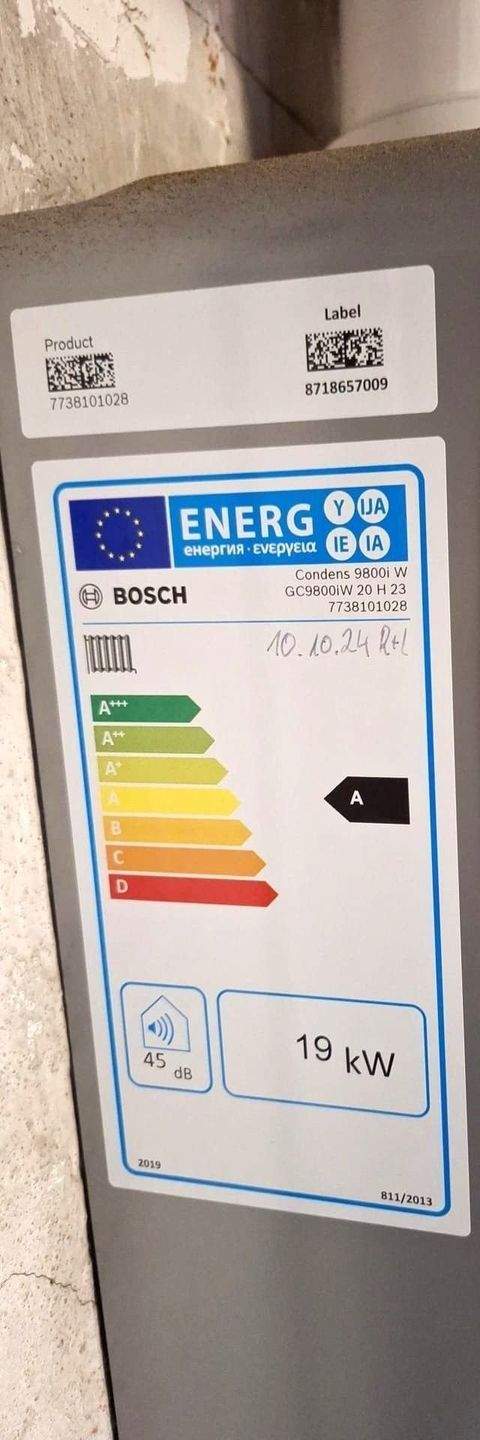 Product
7738101028
Label
8718657009
ENERG Y IJA
енергия · ενεργεια IE IA
BOSCH
Condens 9800i W
GC9800iW 20 H 23
7738101028
10.10.24
A+++
A++
A+
A
B
C
D
A
45 dB
19 kW
2019
811/2013